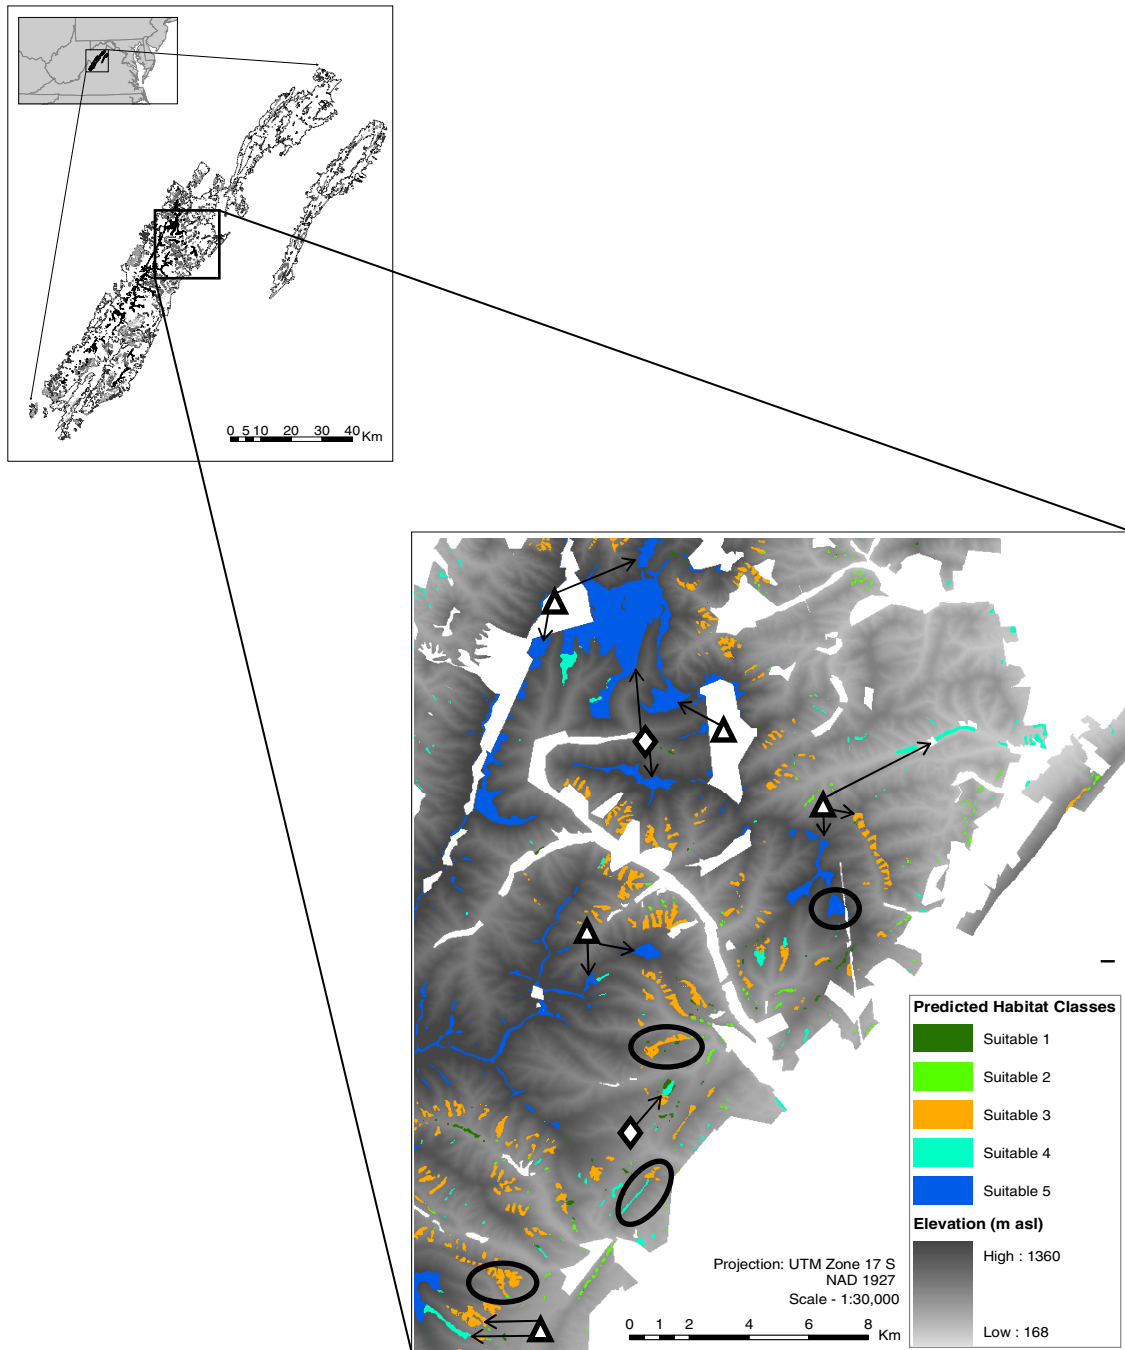 0 5 10 20 30 40 Km
Predicted Habitat Classes
Suitable 1
Suitable 2
Suitable 3
Suitable 4
Suitable 5
Elevation (m asl)
High : 1360
Low : 168
Projection: UTM Zone 17 S
NAD 1927
Scale - 1:30,000
0 1 2 4 6 8
Km